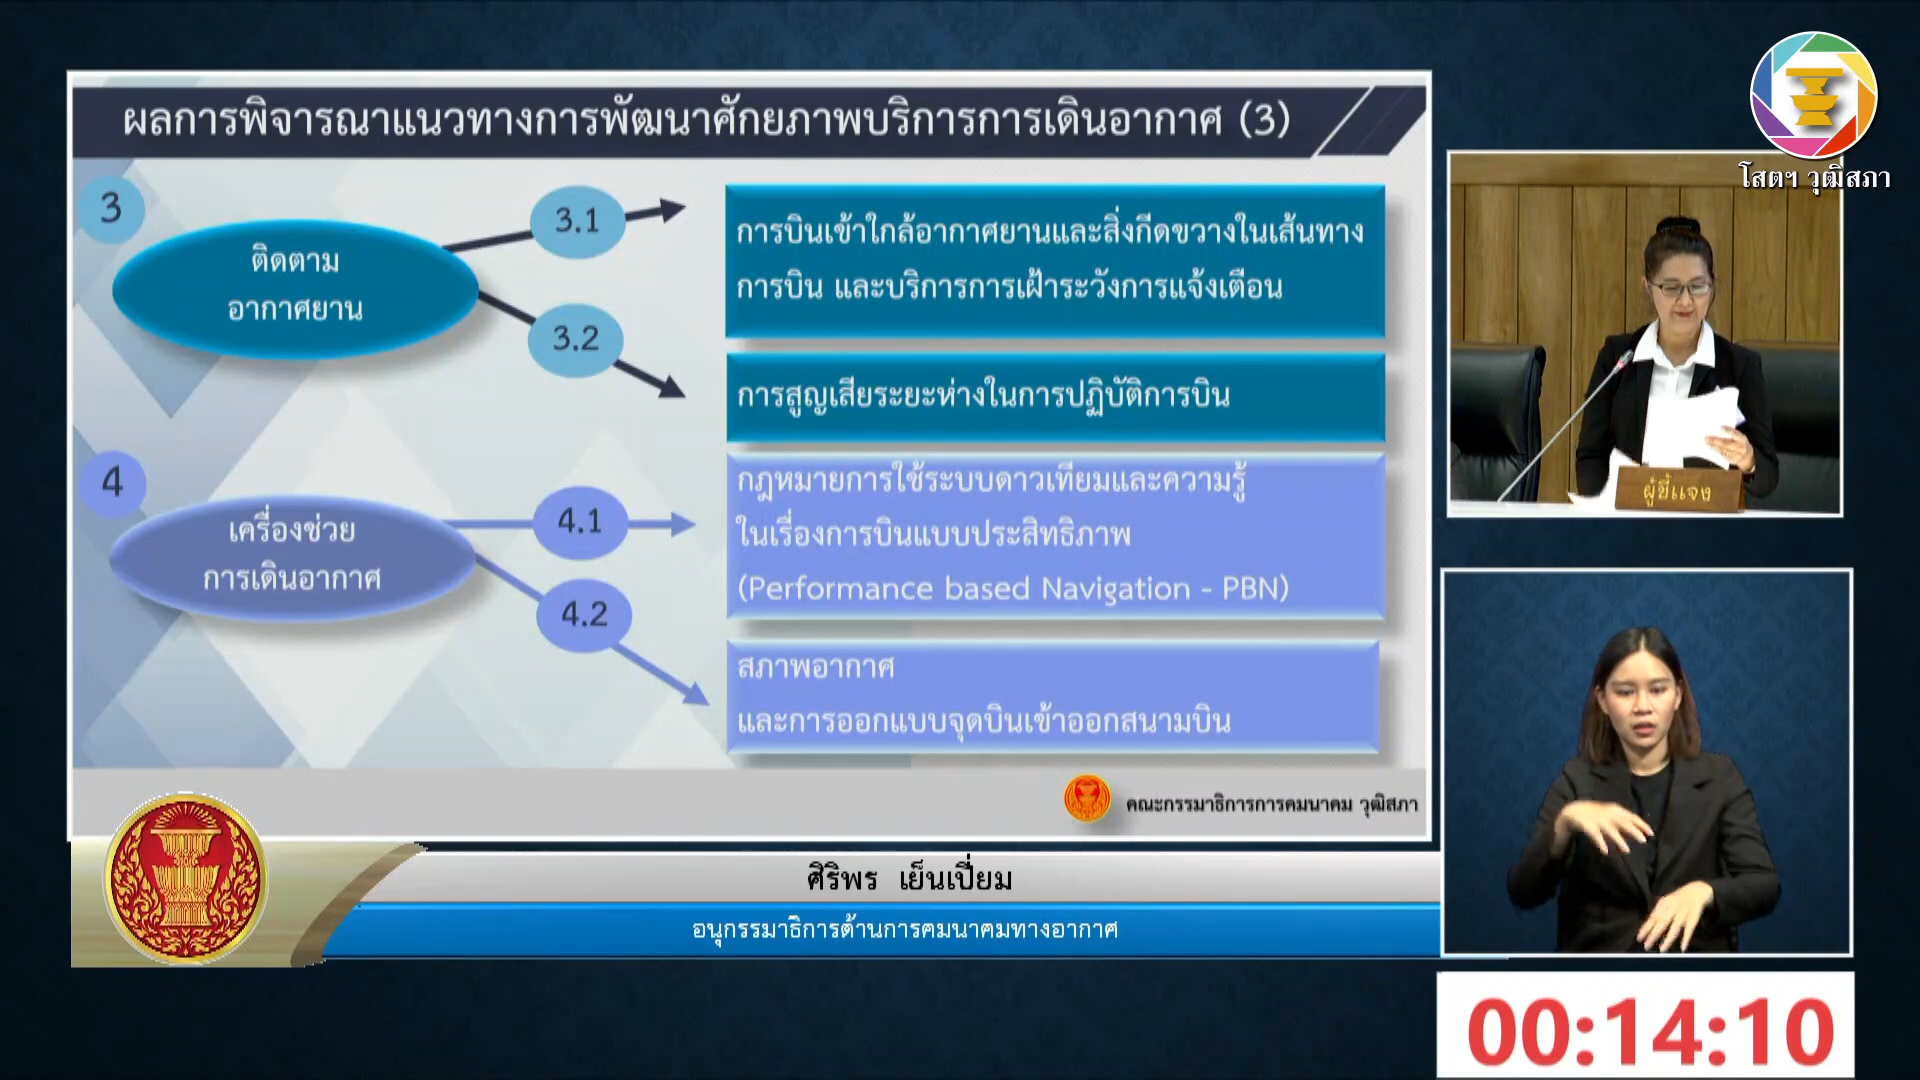 ผลการพิจารณาแนวทางการพัฒนาศักยภาพบริการการเดินอากาศ (3)
3
ติดตาม
อากาศยาน
3.1
การบินเข้าใกล้อากาศยานและสิ่งกีดขวางในเส้นทาง
การบิน และบริการการเฝ้าระวังการแจ้งเตือน
3.2
การสูญเสียระยะห่างในการปฏิบัติการบิน
4
เครื่องช่วย
การเดินอากาศ
4.1
กฎหมายการใช้ระบบดาวเทียมและความรู้
ในเรื่องการบินแบบประสิทธิภาพ
(Performance based Navigation - PBN)
4.2
สภาพอากาศ
และการออกแบบจุดบินเข้าออกสนามบิน
คณะกรรมาธิการการคมนาคม วุฒิสภา
ศิริพร เย็นเปี่ยม
อนุกรรมาธิการด้านการคมนาคมทางอากาศ
โสตฯ วุฒิสภา
ผู้ชี้แจง
00:14:10